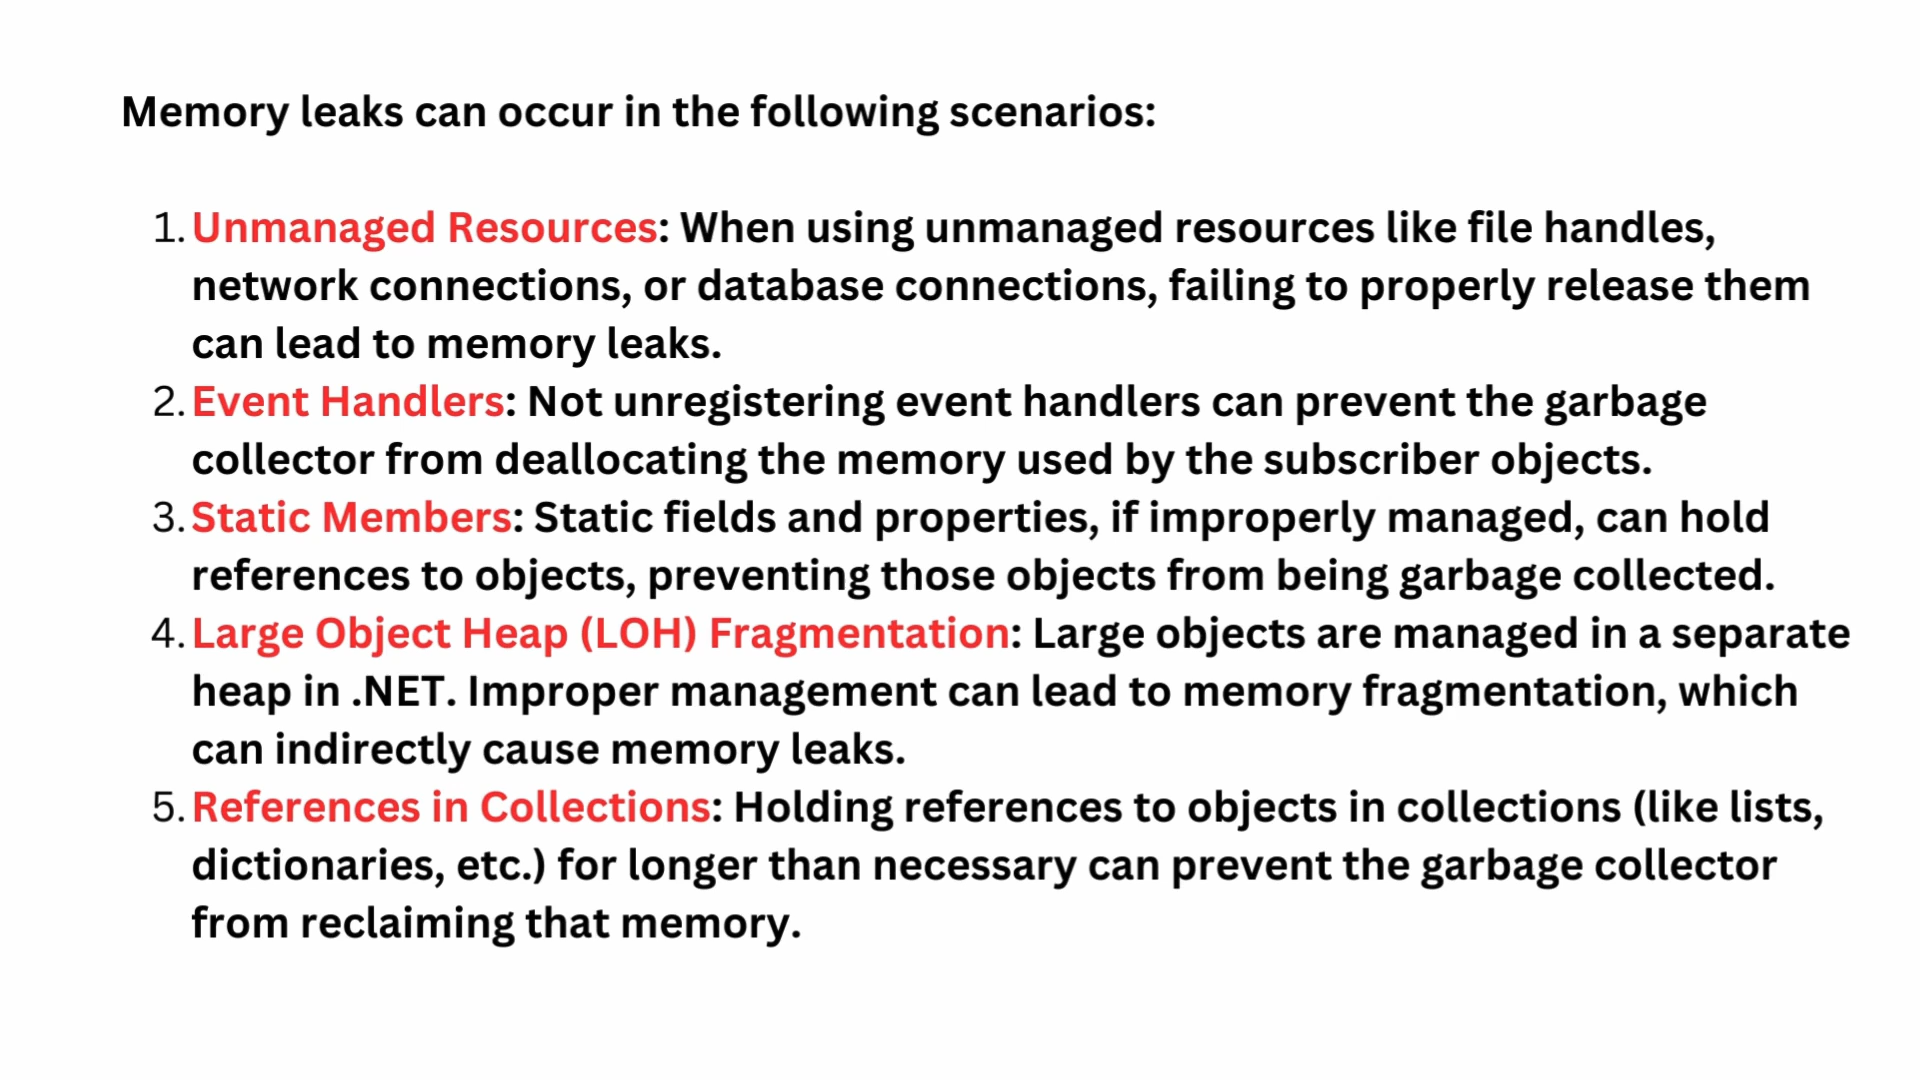 Memory leaks can occur in the following scenarios:
1. Unmanaged Resources: When using unmanaged resources like file handles,
network connections, or database connections, failing to properly release them
can lead to memory leaks.
2. Event Handlers: Not unregistering event handlers can prevent the garbage
collector from deallocating the memory used by the subscriber objects.
3. Static Members: Static fields and properties, if improperly managed, can hold
references to objects, preventing those objects from being garbage collected.
4. Large Object Heap (LOH) Fragmentation: Large objects are managed in a separate
heap in .NET. Improper management can lead to memory fragmentation, which
can indirectly cause memory leaks.
5. References in Collections: Holding references to objects in collections (like lists,
dictionaries, etc.) for longer than necessary can prevent the garbage collector
from reclaiming that memory.